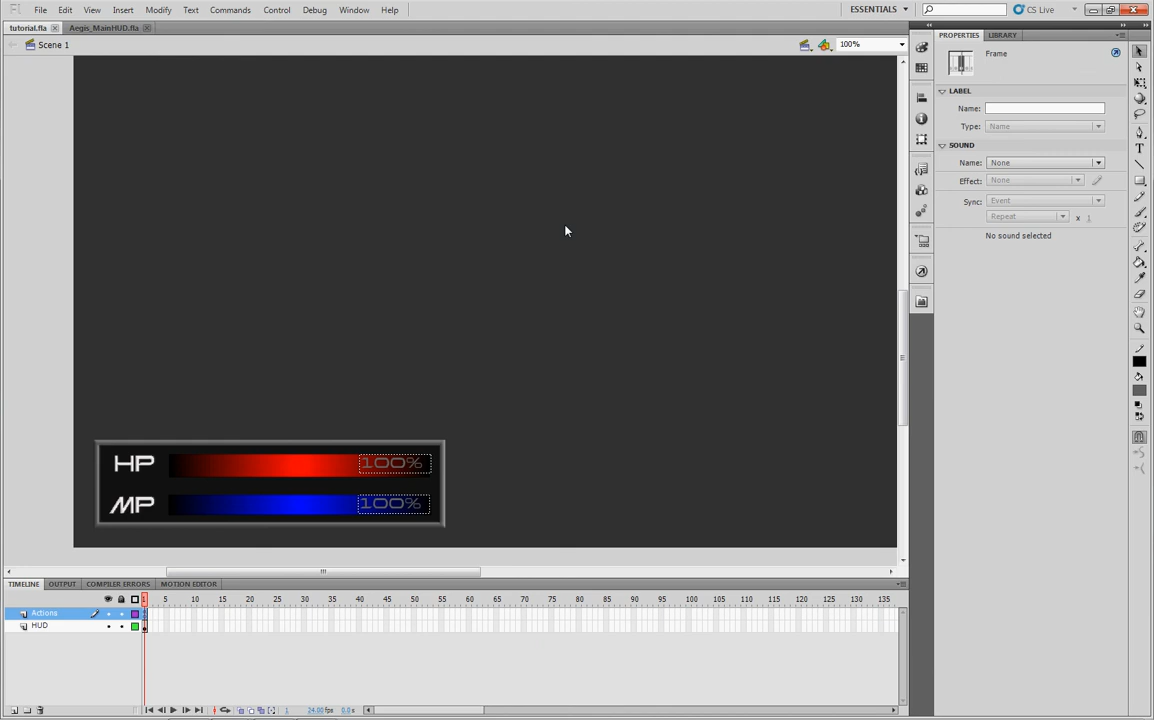 Fl File Edit View Insert Modify Text Commands Control Debug Window Help ESSENTIALS CS Live
tutorial.fla Aegis_MainHUD.fla
Scene 1 100%
PROPERTIES LIBRARY
Frame
LABEL
Name:
Type: Name
SOUND
Name: None
Effect: None
Sync: Event
Repeat x 1
No sound selected
T
HP 100%
MP 100%
TIMELINE OUTPUT COMPILER ERRORS MOTION EDITOR
1 5 10 15 20 25 30 35 40 45 50 55 60 65 70 75 80 85 90 95 100 105 110 115 120 125 130 135
Actions
HUD
1 24.00 fps 0.0 s